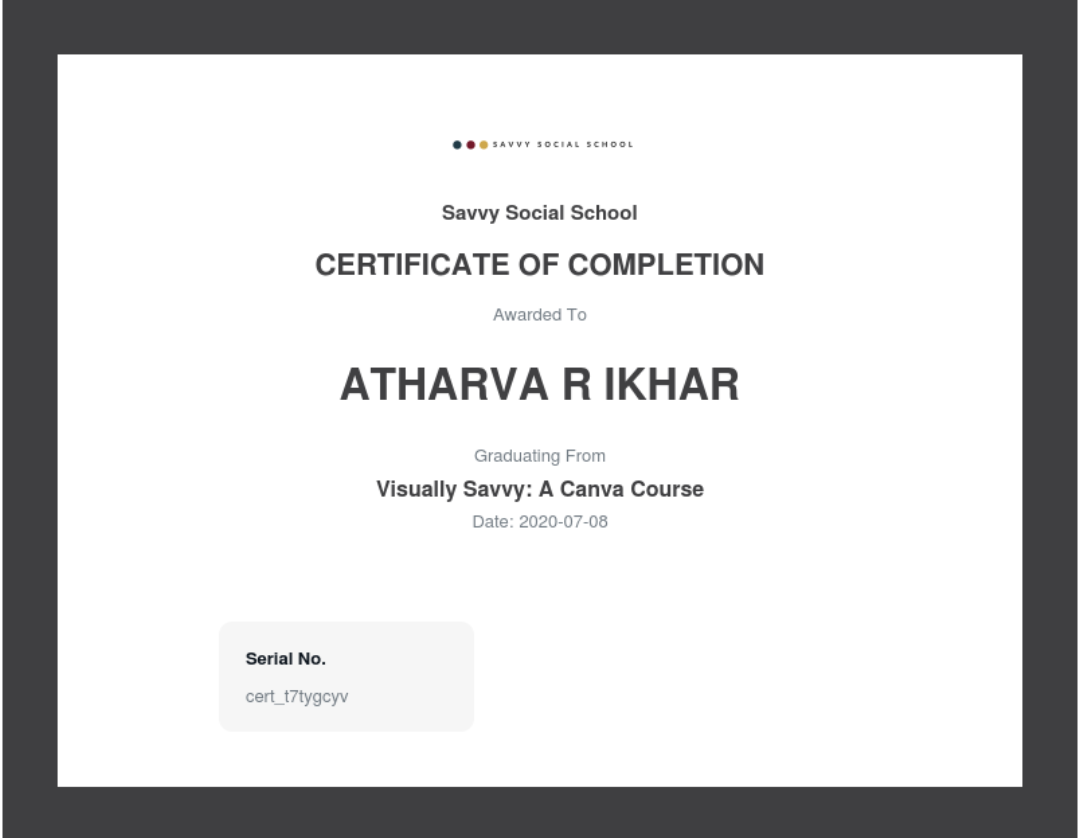 SAVVY SOCIAL SCHOOL
Savvy Social School
CERTIFICATE OF COMPLETION
Awarded To
ATHARVA R IKHAR
Graduating From
Visually Savvy: A Canva Course
Date: 2020-07-08
Serial No.
cert_t7tygcyv